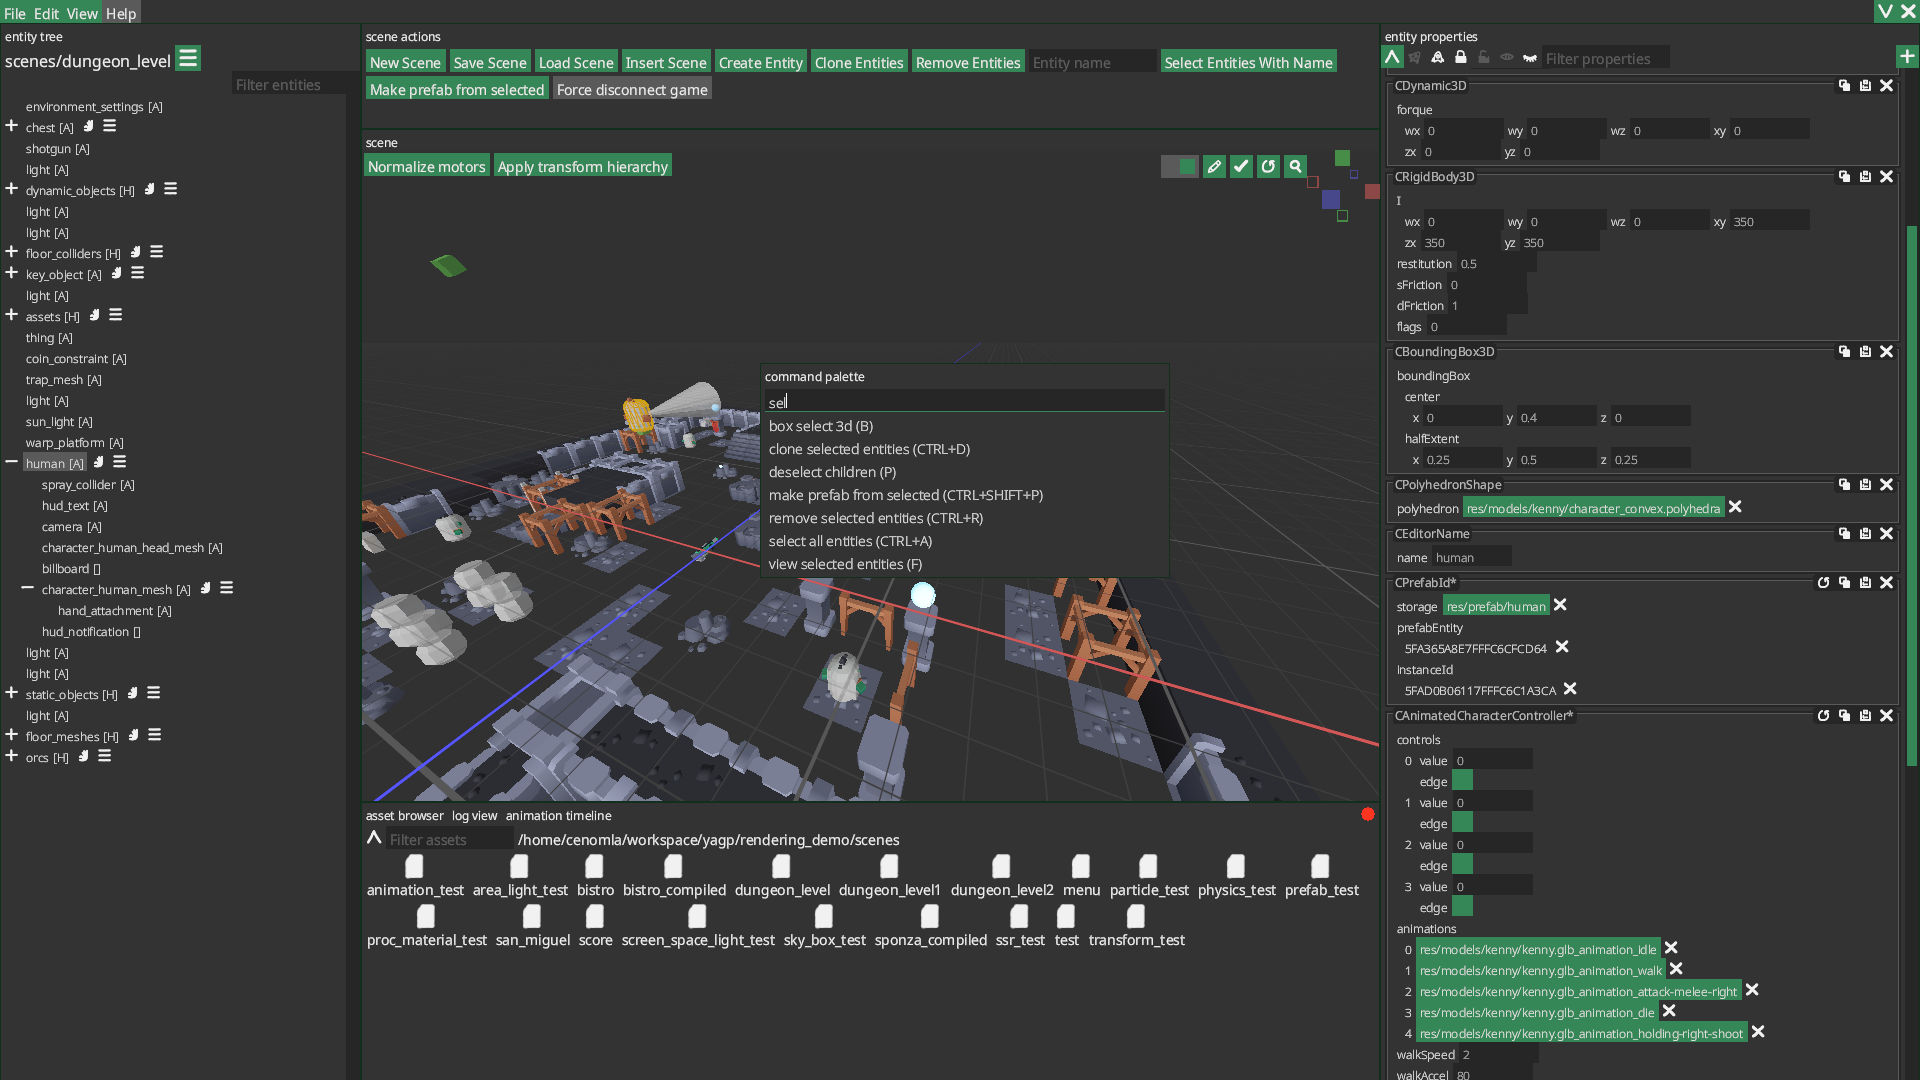 File Edit View Help
entity tree
scenes/dungeon_level
Filter entities
environment_settings [A]
chest [A]
shotgun [A]
light [A]
dynamic_objects [H]
light [A]
light [A]
floor_colliders [H]
key_object [A]
light [A]
assets [H]
thing [A]
coin_constraint [A]
trap_mesh [A]
light [A]
sun_light [A]
warp_platform [A]
human [A]
spray_collider [A]
hud_text [A]
camera [A]
character_human_head_mesh [A]
billboard []
character_human_mesh [A]
hand_attachment [A]
hud_notification []
light [A]
light [A]
static_objects [H]
light [A]
floor_meshes [H]
orcs [H]
scene actions
New Scene Save Scene Load Scene Insert Scene Create Entity Clone Entities Remove Entities Entity name Select Entities With Name
Make prefab from selected Force disconnect game
scene
Normalize motors Apply transform hierarchy
command palette
sel
box select 3d (B)
clone selected entities (CTRL+D)
deselect children (P)
make prefab from selected (CTRL+SHIFT+P)
remove selected entities (CTRL+R)
select all entities (CTRL+A)
view selected entities (F)
asset browser log view animation timeline
Filter assets /home/cenomla/workspace/yagp/rendering_demo/scenes
animation_test area_light_test bistro bistro_compiled dungeon_level dungeon_level1 dungeon_level2 menu particle_test physics_test prefab_test
proc_material_test san_miguel score screen_space_light_test sky_box_test sponza_compiled ssr_test test transform_test
entity properties
Filter properties
CDynamic3D
forque
wx 0 wy 0 wz 0 xy 0
zx 0 yz 0
CRigidBody3D
I
wx 0 wy 0 wz 0 xy 350
zx 350 yz 350
restitution 0.5
sFriction 0
dFriction 1
flags 0
CBoundingBox3D
boundingBox
center
x 0 y 0.4 z 0
halfExtent
x 0.25 y 0.5 z 0.25
CPolyhedronShape
polyhedron res/models/kenny/character_convex.polyhedra
CEditorName
name human
CPrefabId*
storage res/prefab/human
prefabEntity
5FA365A8E7FFFC6CFCD64
instanceId
5FAD0B06117FFFC6C1A3CA
CAnimatedCharacterController*
controls
0 value 0
edge
1 value 0
edge
2 value 0
edge
3 value 0
edge
animations
0 res/models/kenny/kenny.glb_animation_idle
1 res/models/kenny/kenny.glb_animation_walk
2 res/models/kenny/kenny.glb_animation_attack-melee-right
3 res/models/kenny/kenny.glb_animation_die
4 res/models/kenny/kenny.glb_animation_holding-right-shoot
walkSpeed 2
walkAccel 80